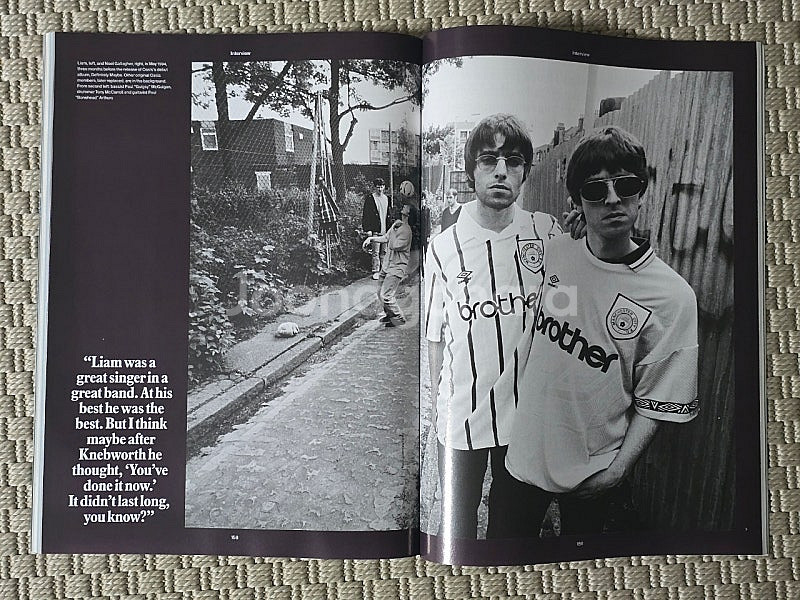 Interview
Interview
Liam, left, and Noel Gallagher, right, in May 1994,
three months before the release of Oasis's debut
album, Definitely Maybe. Other original Oasis
members, later replaced, are in the background.
From second left: bassist Paul "Guigsy" McGuigan,
drummer Tony McCarroll and guitarist Paul
"Bonehead" Arthurs
brother
brother
“Liam was a
great singer in a
great band. At his
best he was the
best. But I think
maybe after
Knebworth he
thought, ‘You’ve
done it now.’
It didn’t last long,
you know?”
158